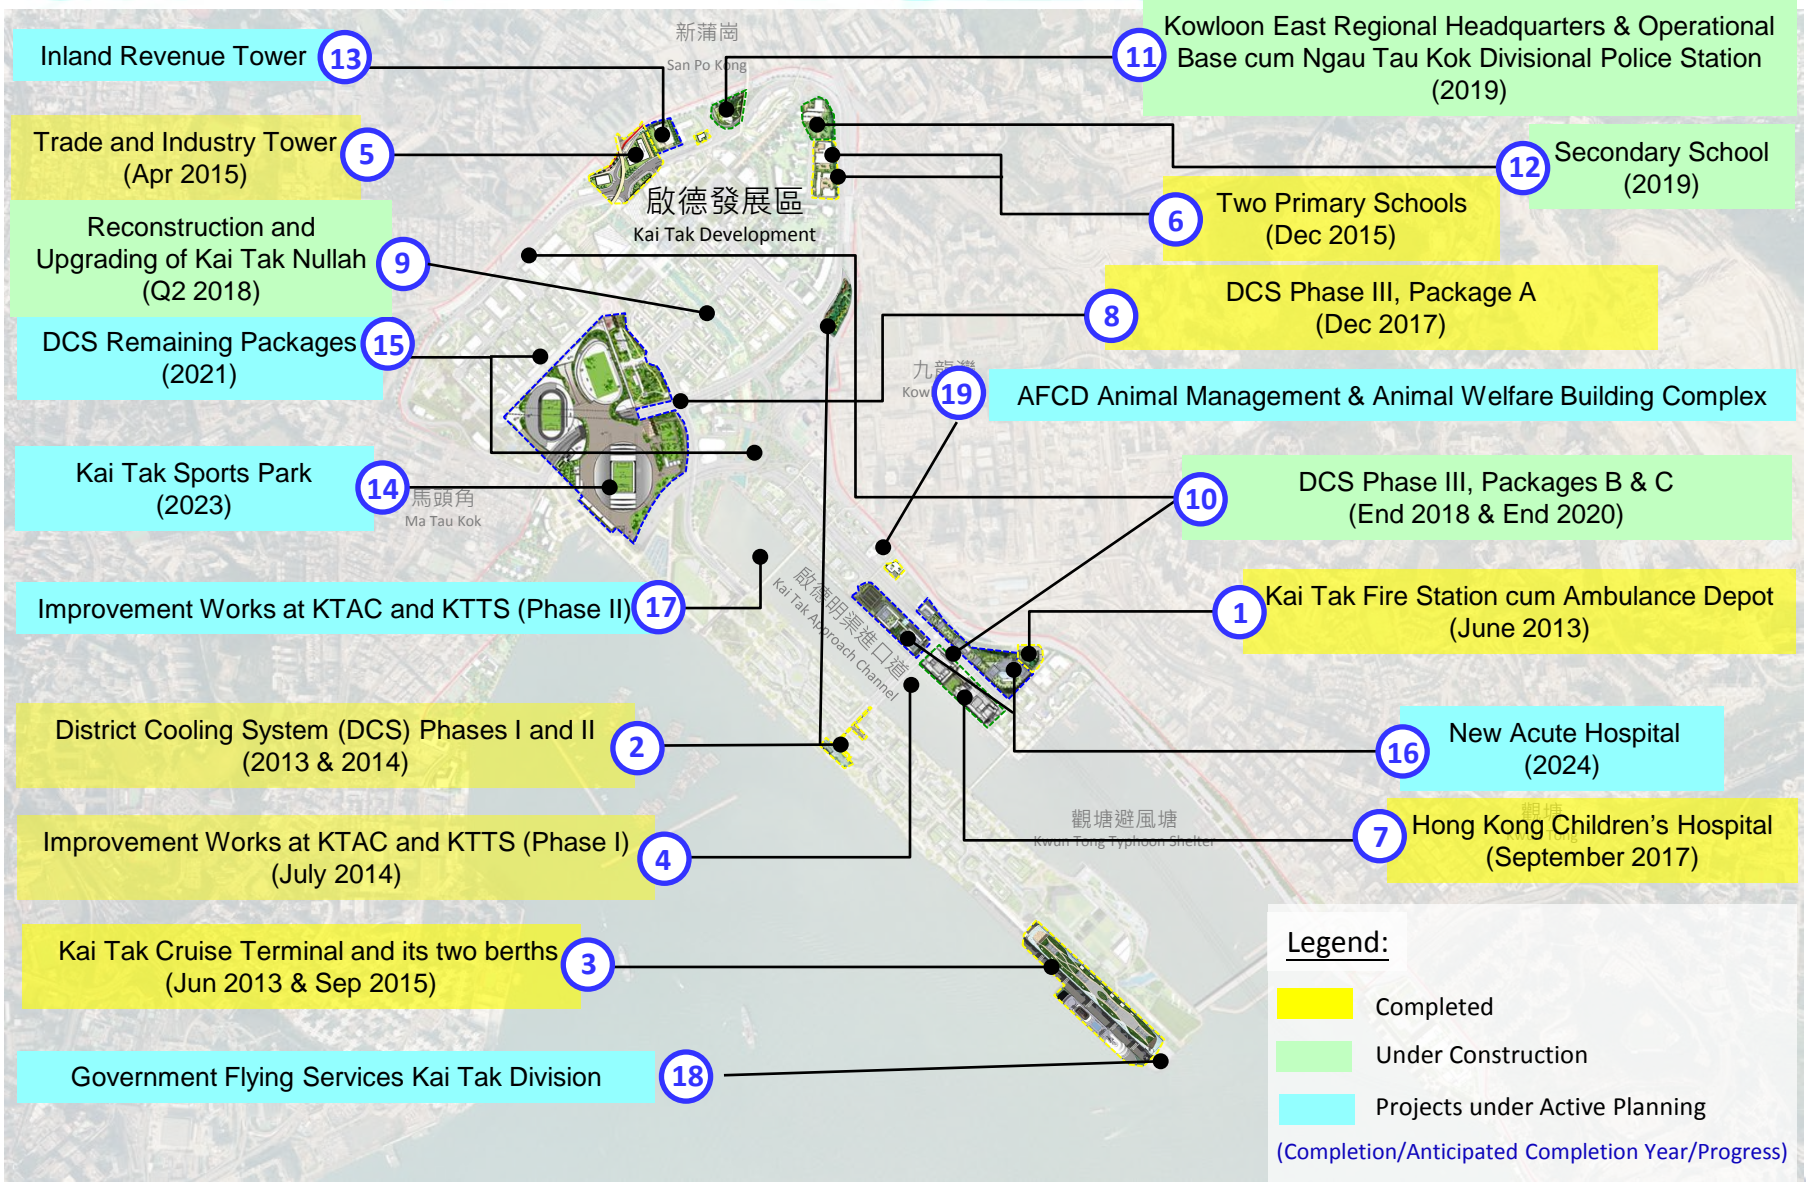 新蒲崗
San Po Kong
Inland Revenue Tower
13
11
Kowloon East Regional Headquarters & Operational
Base cum Ngau Tau Kok Divisional Police Station
(2019)
Trade and Industry Tower
(Apr 2015)
5
12
Secondary School
(2019)
啟德發展區
Kai Tak Development
6
Two Primary Schools
(Dec 2015)
Reconstruction and
Upgrading of Kai Tak Nullah
(Q2 2018)
9
8
DCS Phase III, Package A
(Dec 2017)
DCS Remaining Packages
(2021)
15
九龍灣
Kow
19
AFCD Animal Management & Animal Welfare Building Complex
Kai Tak Sports Park
(2023)
14
馬頭角
Ma Tau Kok
10
DCS Phase III, Packages B & C
(End 2018 & End 2020)
Improvement Works at KTAC and KTTS (Phase II)
17
啟德明渠進口道
Kai Tak Approach Channel
1
Kai Tak Fire Station cum Ambulance Depot
(June 2013)
District Cooling System (DCS) Phases I and II
(2013 & 2014)
2
16
New Acute Hospital
(2024)
Improvement Works at KTAC and KTTS (Phase I)
(July 2014)
4
觀塘避風塘
Kwun Tong Typhoon Shelter
觀塘
Kwun Tong
7
Hong Kong Children's Hospital
(September 2017)
Kai Tak Cruise Terminal and its two berths
(Jun 2013 & Sep 2015)
3
Government Flying Services Kai Tak Division
18
Legend:
Completed
Under Construction
Projects under Active Planning
(Completion/Anticipated Completion Year/Progress)